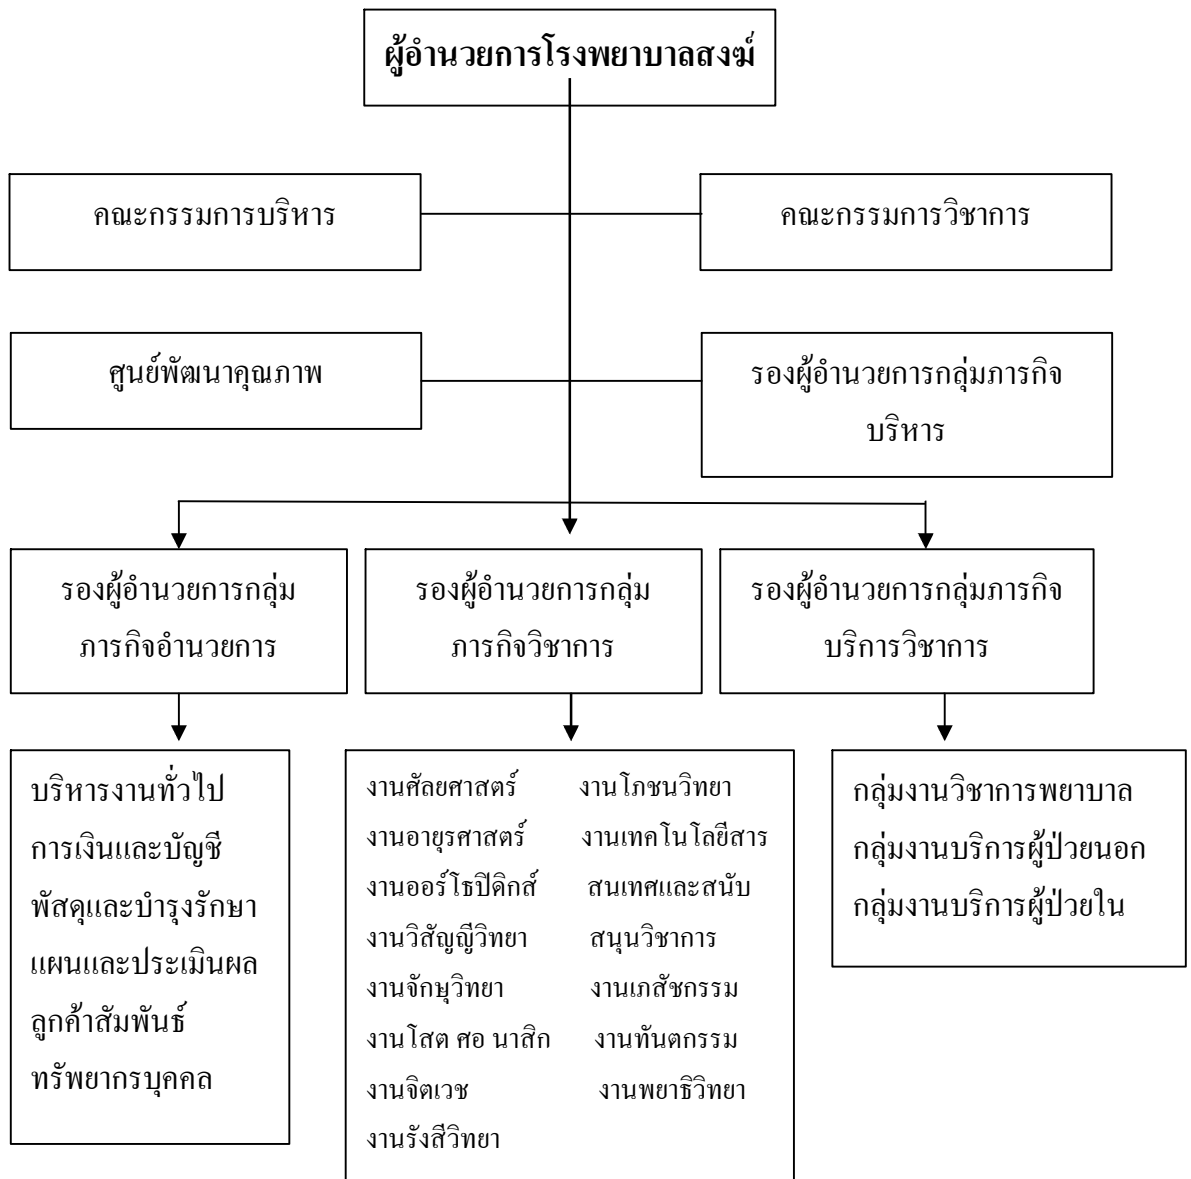 ผู้อำนวยการโรงพยาบาลสงฆ์
คณะกรรมการบริหาร
คณะกรรมการวิชาการ
ศูนย์พัฒนาคุณภาพ
รองผู้อำนวยการกลุ่มภารกิจ
บริหาร
รองผู้อำนวยการกลุ่ม
ภารกิจอำนวยการ
รองผู้อำนวยการกลุ่ม
ภารกิจวิชาการ
รองผู้อำนวยการกลุ่มภารกิจ
บริการวิชาการ
บริหารงานทั่วไป
การเงินและบัญชี
พัสดุและบำรุงรักษา
แผนและประเมินผล
ลูกค้าสัมพันธ์
ทรัพยากรบุคคล
งานศัลยศาสตร์ งานโภชนวิทยา
งานอายุรศาสตร์ งานเทคโนโลยีสาร
งานออร์โธปิดิกส์ สนเทศและสนับ
งานวิสัญญีวิทยา สนุนวิชาการ
งานจักษุวิทยา งานเภสัชกรรม
งานโสต ศอ นาสิก งานทันตกรรม
งานจิตเวช งานพยาธิวิทยา
งานรังสีวิทยา
กลุ่มงานวิชาการพยาบาล
กลุ่มงานบริการผู้ป่วยนอก
กลุ่มงานบริการผู้ป่วยใน